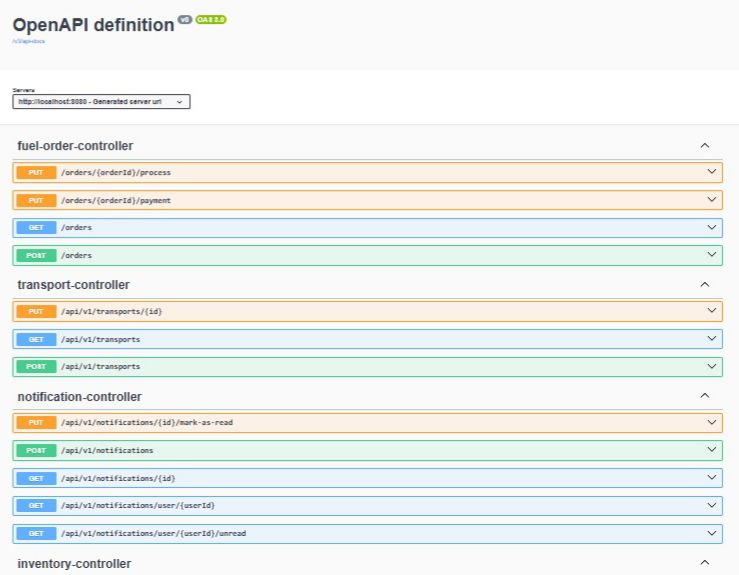 OpenAPI definition v0 OAS 3.0
/v3/api-docs
Servers
http://localhost:8080 - Generated server url
fuel-order-controller
PUT /orders/{orderId}/process
PUT /orders/{orderId}/payment
GET /orders
POST /orders
transport-controller
PUT /api/v1/transports/{id}
GET /api/v1/transports
POST /api/v1/transports
notification-controller
PUT /api/v1/notifications/{id}/mark-as-read
POST /api/v1/notifications
GET /api/v1/notifications/{id}
GET /api/v1/notifications/user/{userId}
GET /api/v1/notifications/user/{userId}/unread
inventory-controller